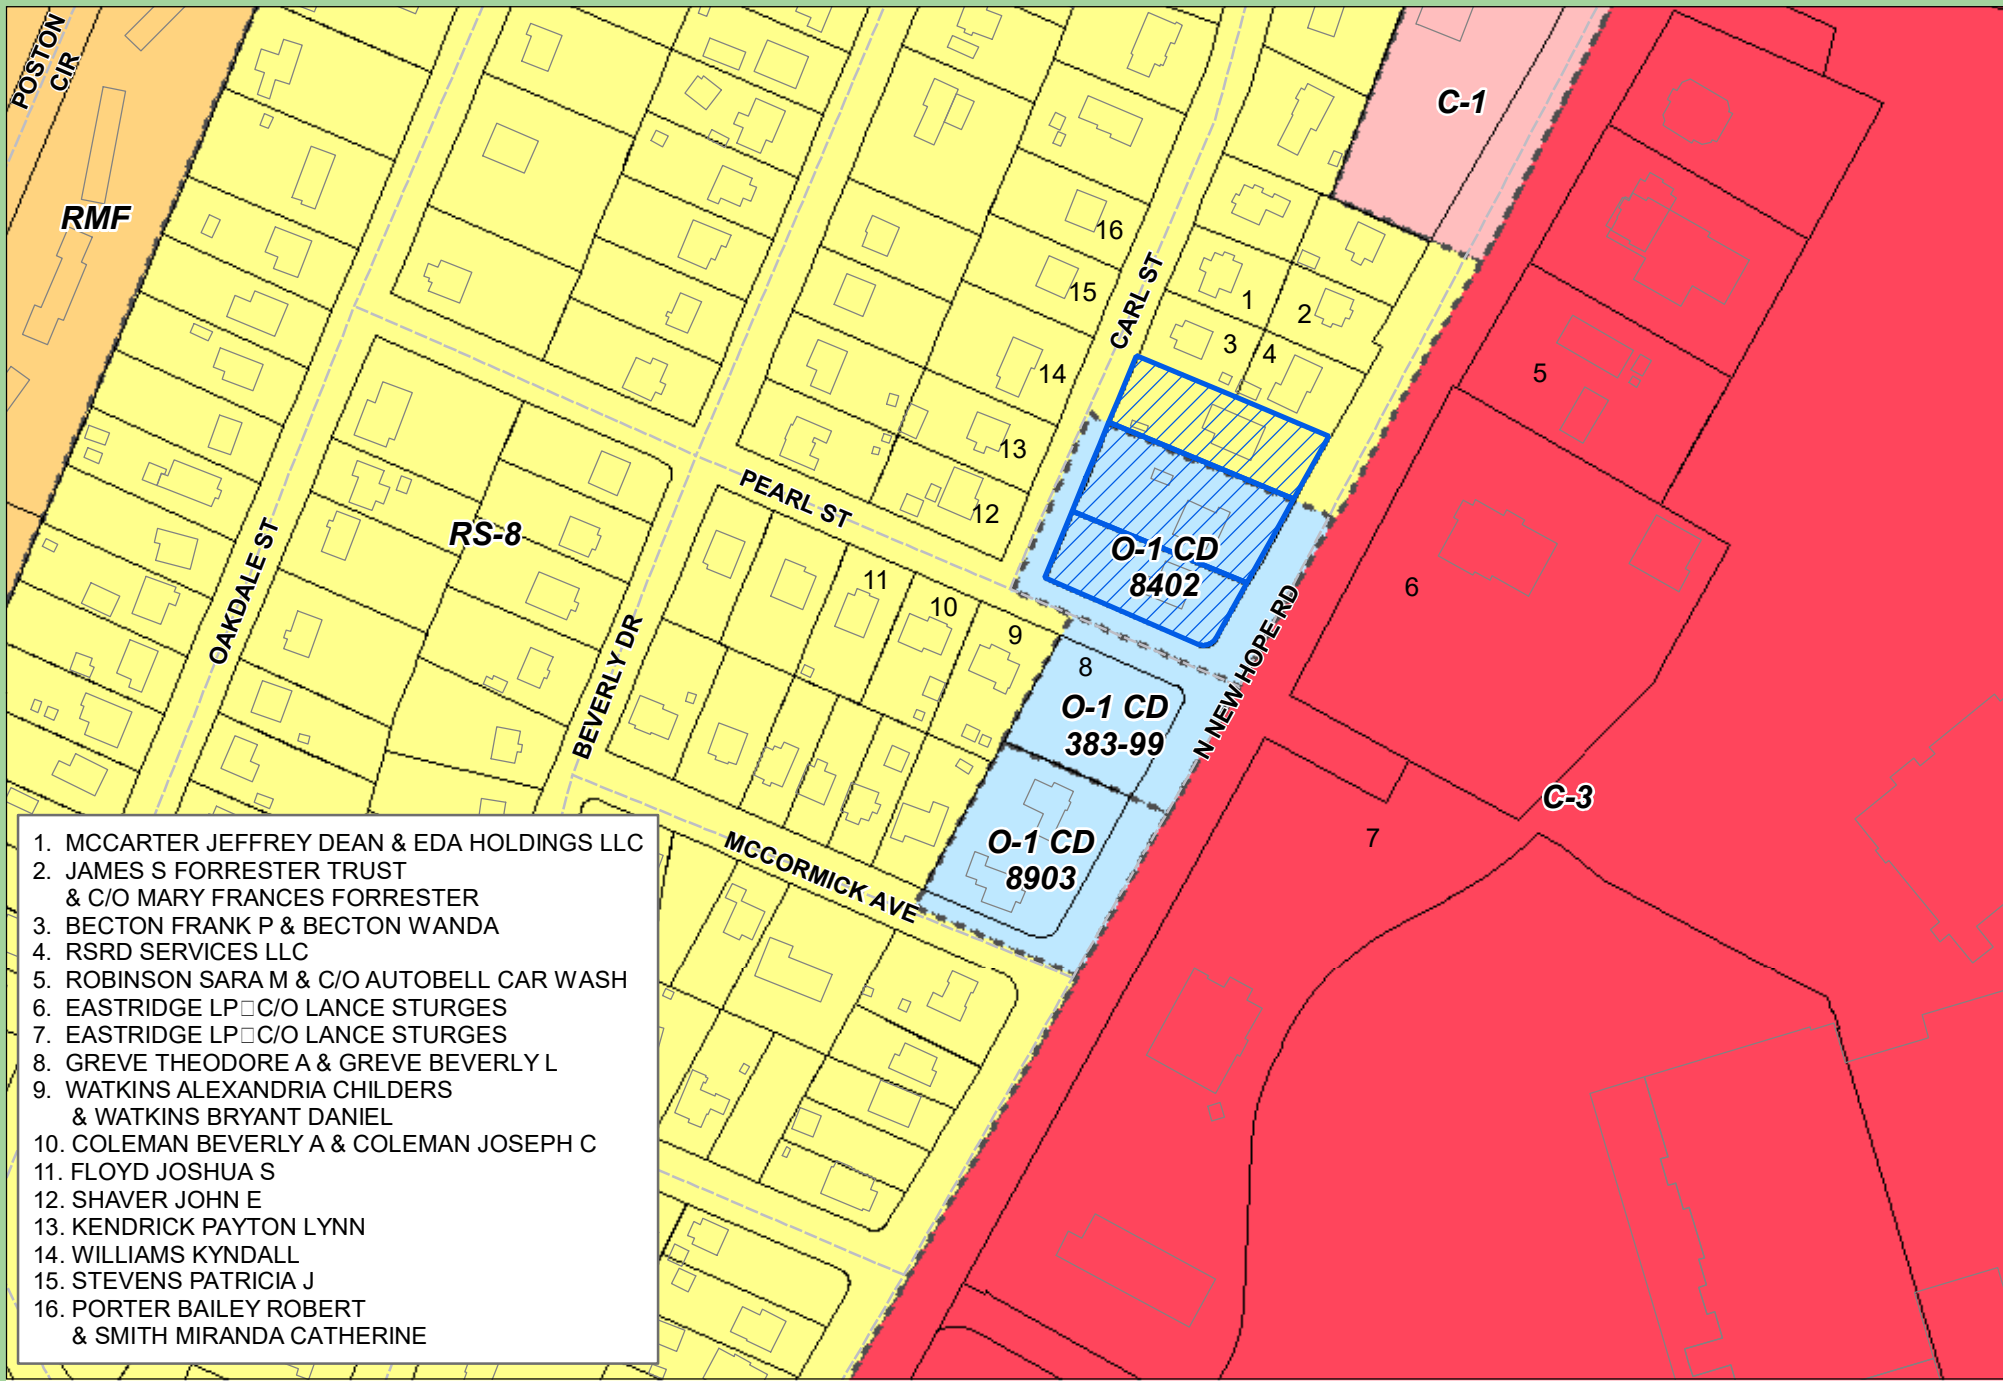 POSTON
CIR
C-1
RMF
16
15
CARL ST
1
2
3
4
14
5
13
PEARL ST
12
RS-8
OAKDALE ST
O-1 CD
8402
11
10
9
6
N NEW HOPE RD
BEVERLY DR
8
O-1 CD
383-99
C-3
7
MCCORMICK AVE
O-1 CD
8903
1. MCCARTER JEFFREY DEAN & EDA HOLDINGS LLC
2. JAMES S FORRESTER TRUST
& C/O MARY FRANCES FORRESTER
3. BECTON FRANK P & BECTON WANDA
4. RSRD SERVICES LLC
5. ROBINSON SARA M & C/O AUTOBELL CAR WASH
6. EASTRIDGE LP□C/O LANCE STURGES
7. EASTRIDGE LP□C/O LANCE STURGES
8. GREVE THEODORE A & GREVE BEVERLY L
9. WATKINS ALEXANDRIA CHILDERS
& WATKINS BRYANT DANIEL
10. COLEMAN BEVERLY A & COLEMAN JOSEPH C
11. FLOYD JOSHUA S
12. SHAVER JOHN E
13. KENDRICK PAYTON LYNN
14. WILLIAMS KYNDALL
15. STEVENS PATRICIA J
16. PORTER BAILEY ROBERT
& SMITH MIRANDA CATHERINE